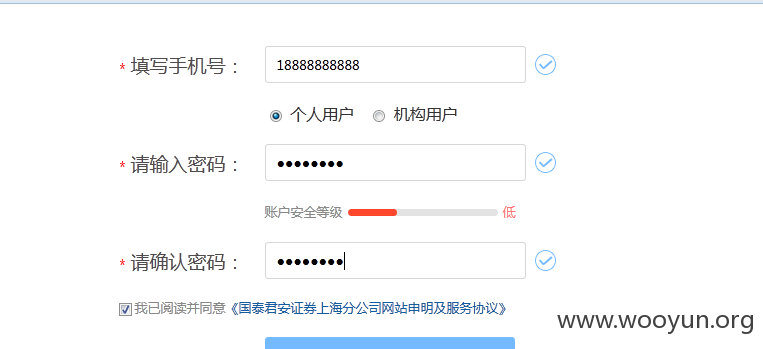 * 填写手机号： 18888888888
个人用户 机构用户
* 请输入密码： ●●●●●●●●
账户安全等级 低
* 请确认密码： ●●●●●●●●
我已阅读并同意《国泰君安证券上海分公司网站申明及服务协议》
www.wooyun.org